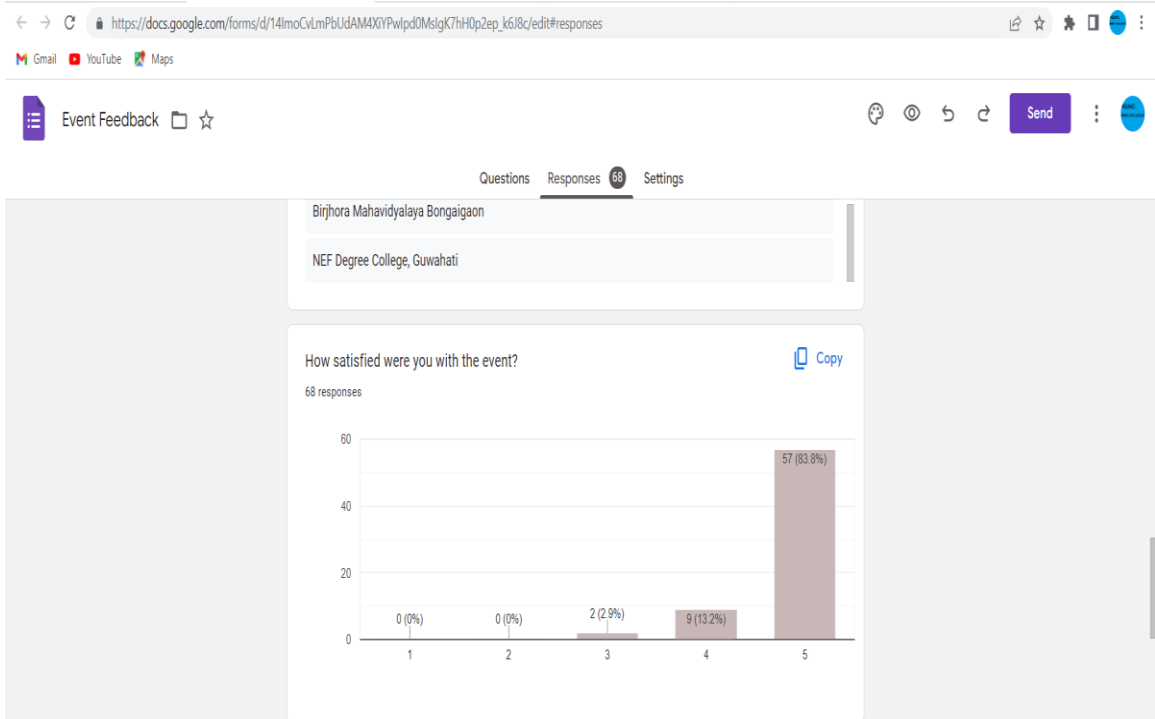 https://docs.google.com/forms/d/14lmoCvLmPbUdAM4XiYPwIpd0MsIgK7hH0p2ep_k6J8c/edit#responses
Gmail YouTube Maps
Event Feedback
Send
Questions Responses 68 Settings
Birjhora Mahavidyalaya Bongaigaon
NEF Degree College, Guwahati
How satisfied were you with the event?
Copy
68 responses
60
40
20
0
0 (0%) 0 (0%) 2 (2.9%) 9 (13.2%) 57 (83.8%)
1 2 3 4 5